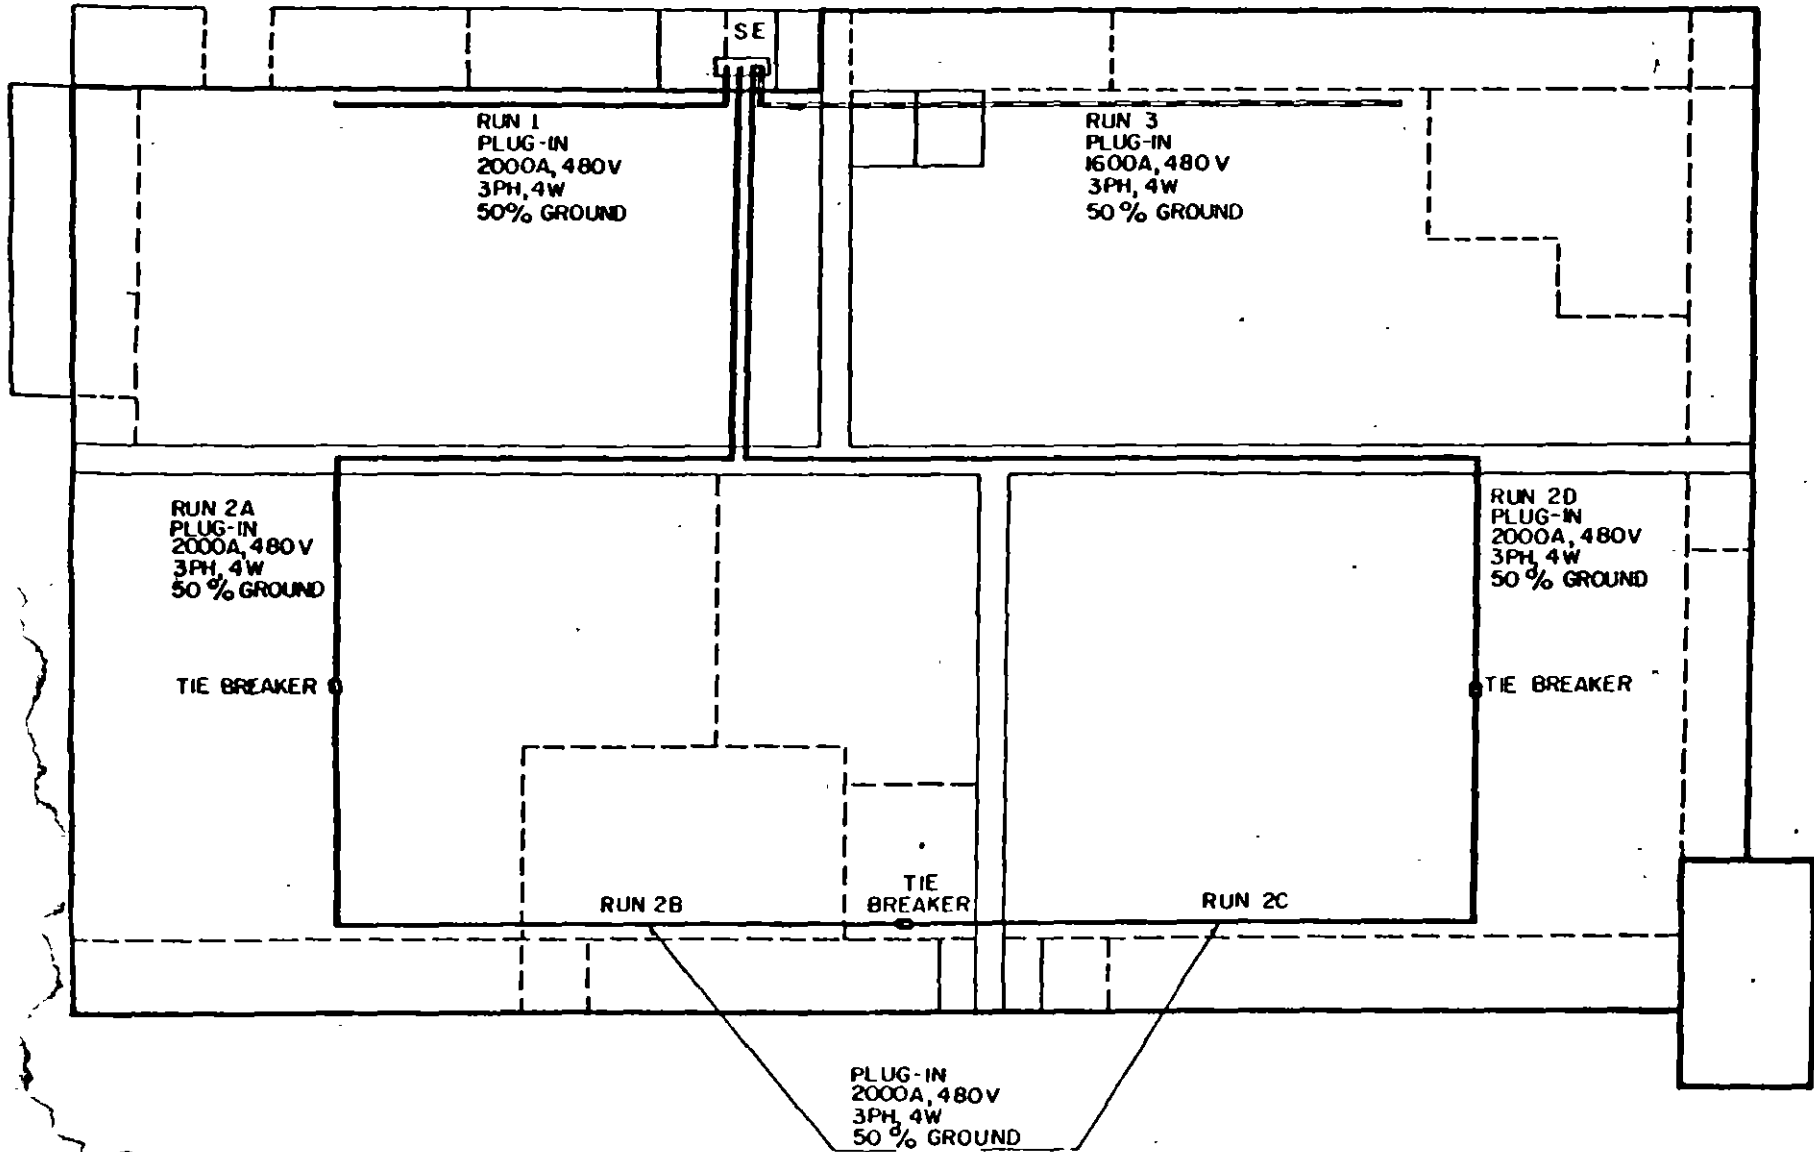 SE
RUN 1
PLUG-IN
2000A, 480V
3PH, 4W
50% GROUND
RUN 3
PLUG-IN
1600A, 480V
3PH, 4W
50% GROUND
RUN 2A
PLUG-IN
2000A, 480V
3PH, 4W
50% GROUND
RUN 2D
PLUG-IN
2000A, 480V
3PH, 4W
50% GROUND
TIE BREAKER
TIE BREAKER
RUN 2B
TIE
BREAKER
RUN 2C
PLUG-IN
2000A, 480V
3PH, 4W
50% GROUND